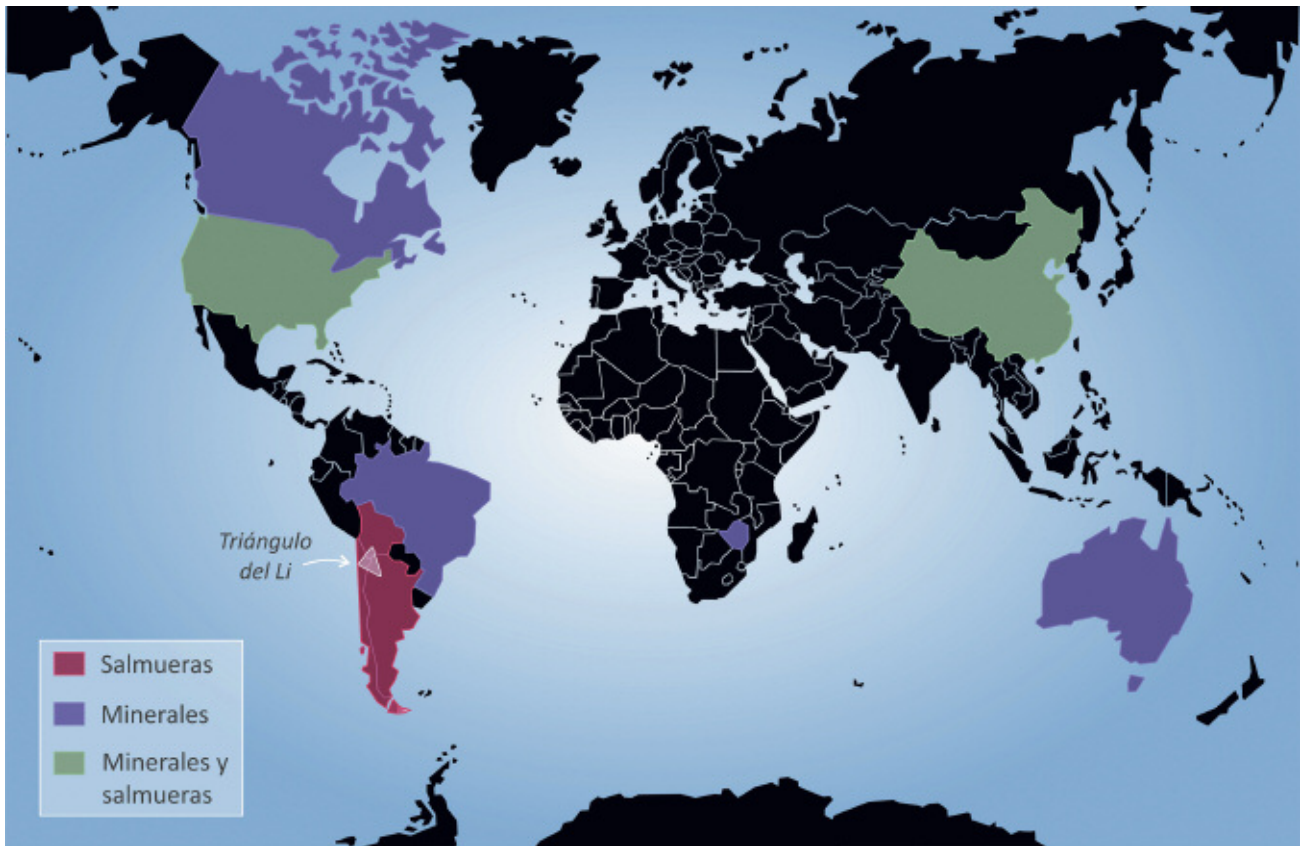 Triángulo
del Li
Salmueras
Minerales
Minerales y
salmueras